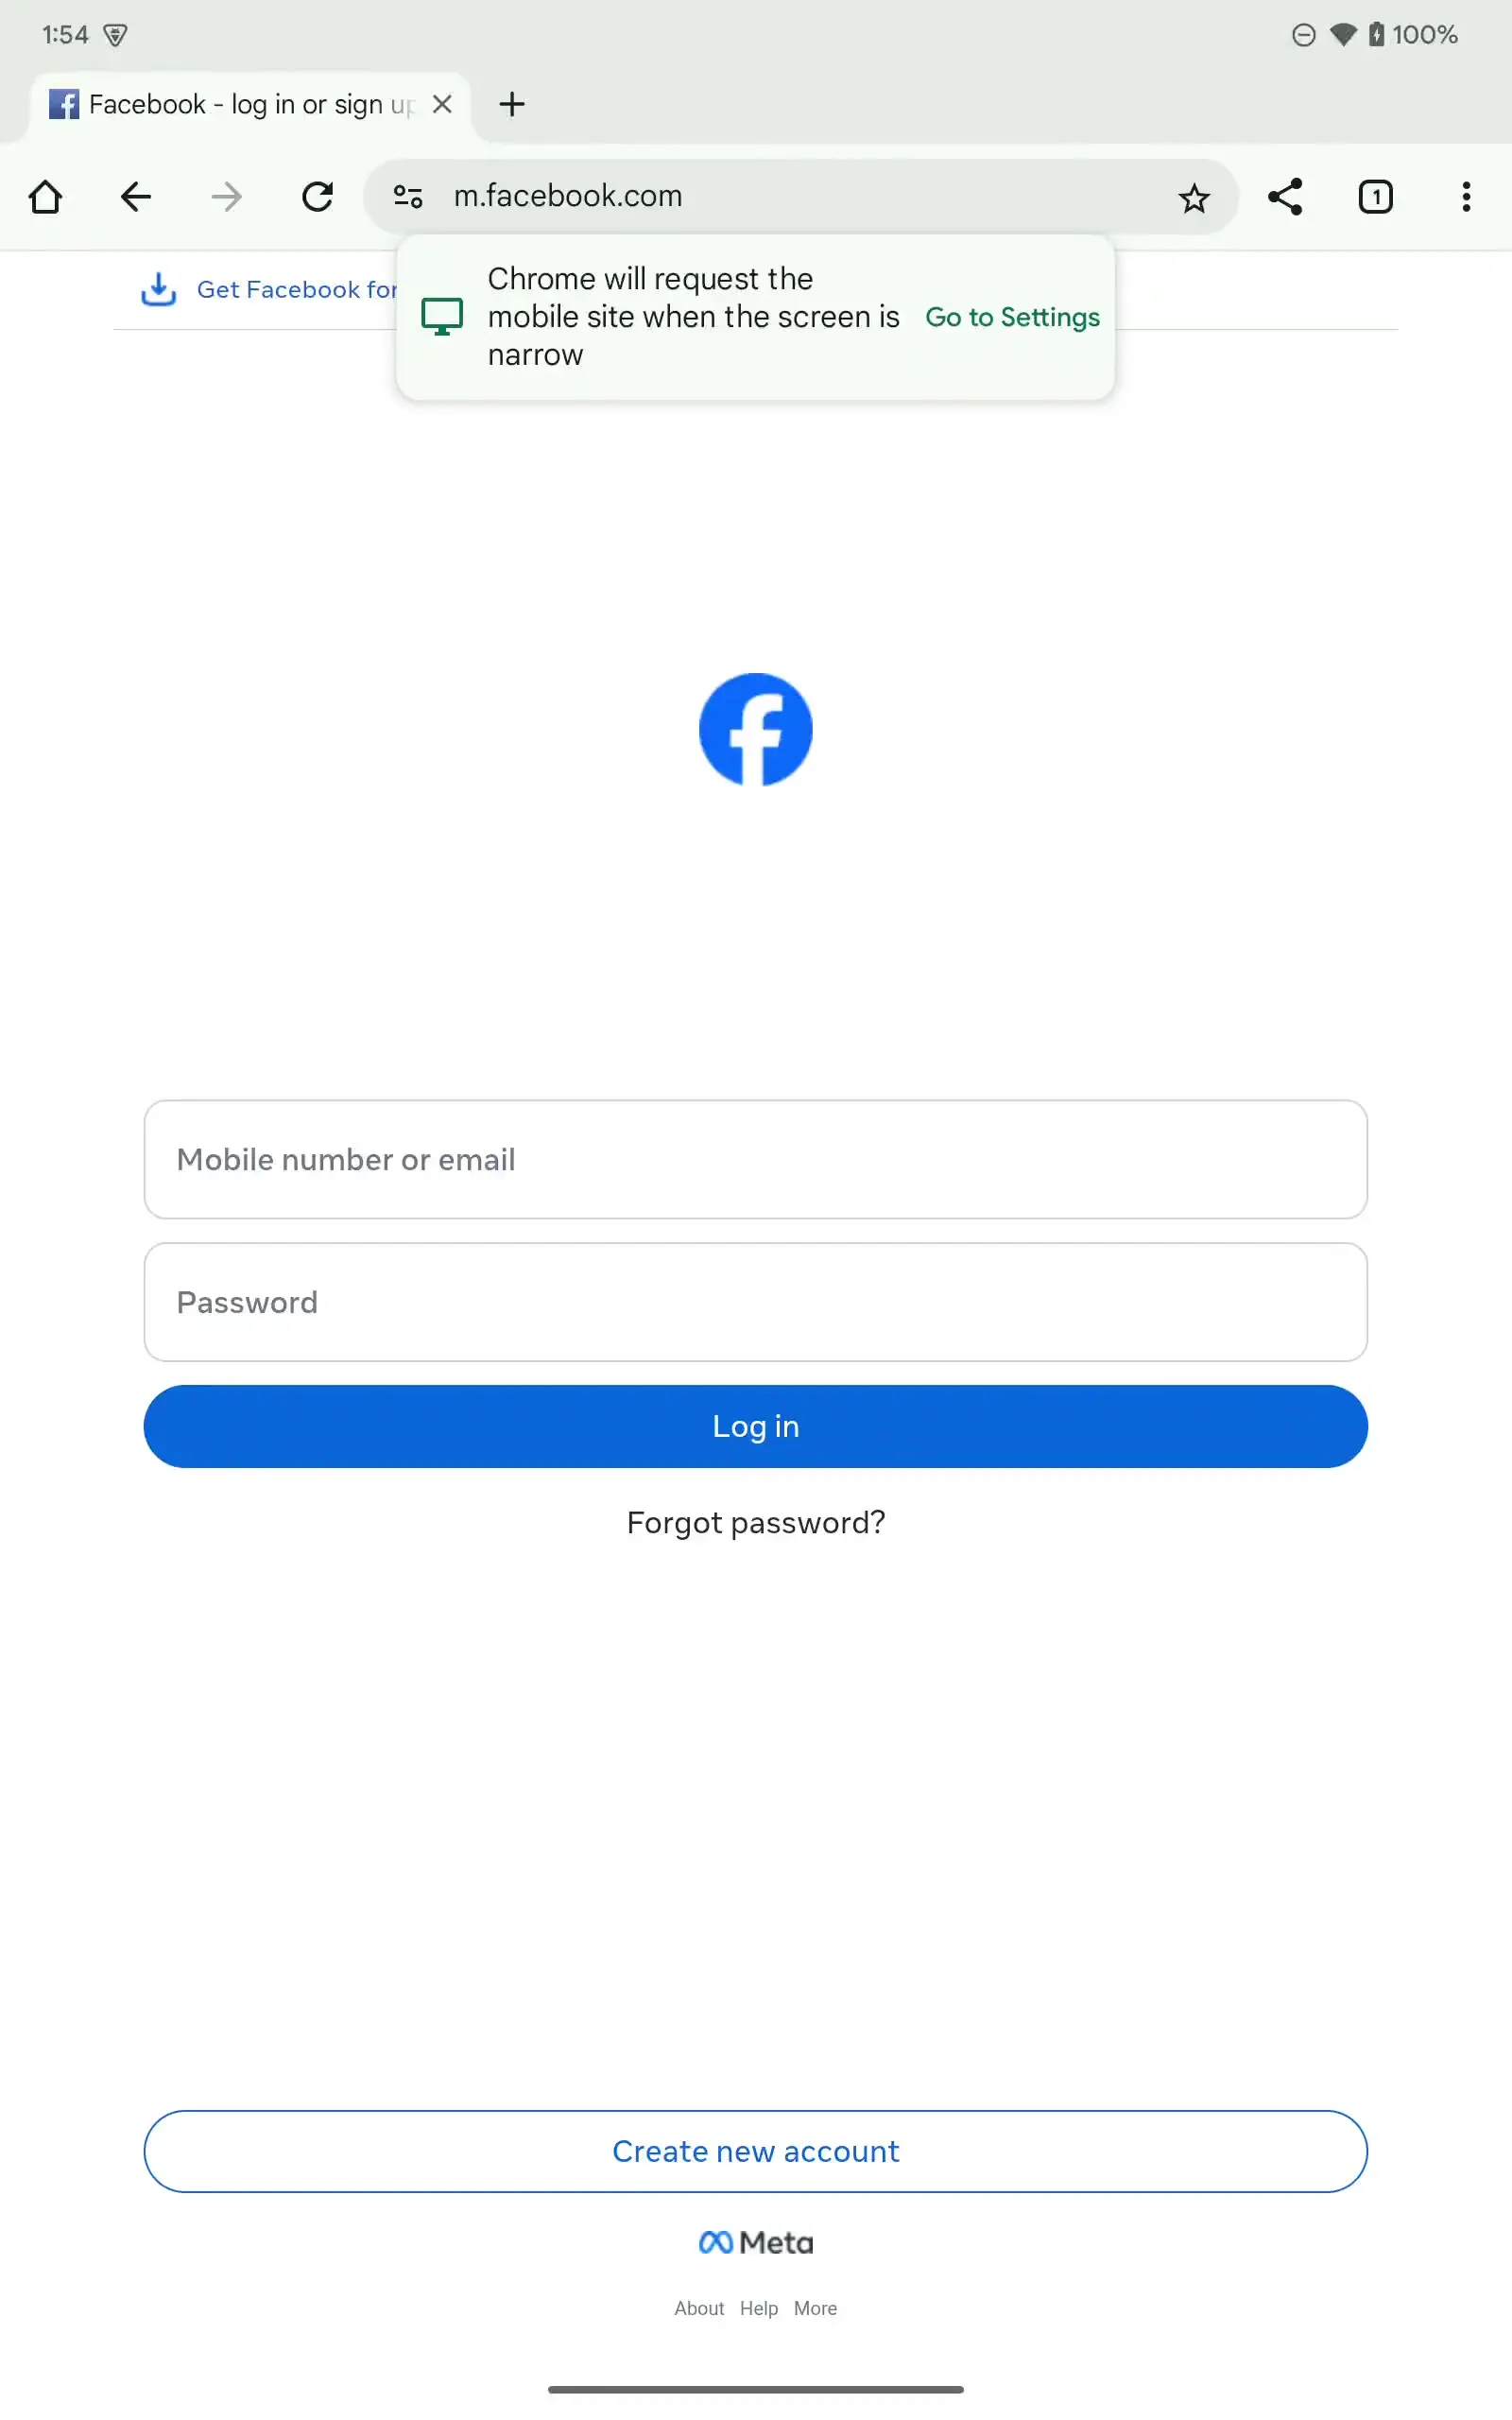 1:54
100%
Facebook - log in or sign up
m.facebook.com
1
Get Facebook for
Chrome will request the
mobile site when the screen is
narrow
Go to Settings
Mobile number or email
Password
Log in
Forgot password?
Create new account
Meta
About Help More